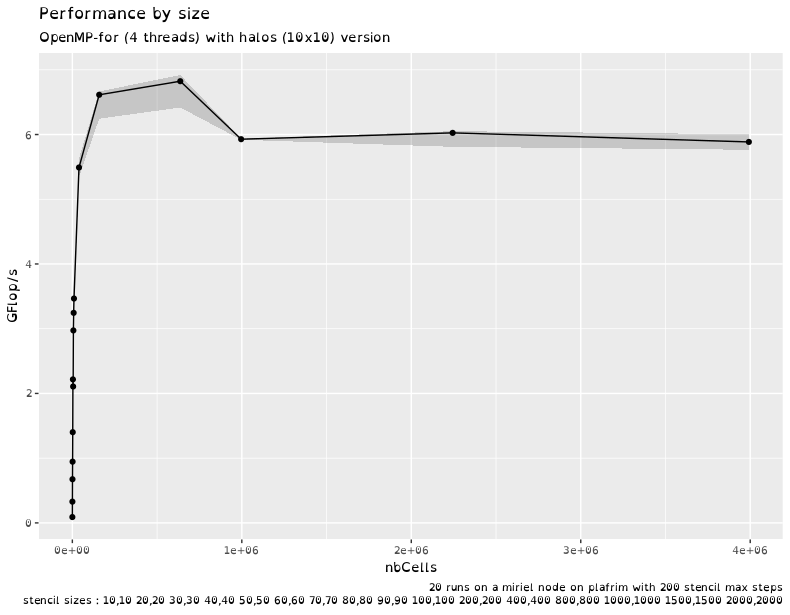 Performance by size
OpenMP-for (4 threads) with halos (10x10) version
GFlop/s
6
4
2
0
0e+00 1e+06 2e+06 3e+06 4e+06
nbCells
20 runs on a miriel node on plafrim with 200 stencil max steps
stencil sizes : 10,10 20,20 30,30 40,40 50,50 60,60 70,70 80,80 90,90 100,100 200,200 400,400 800,800 1000,1000 1500,1500 2000,2000